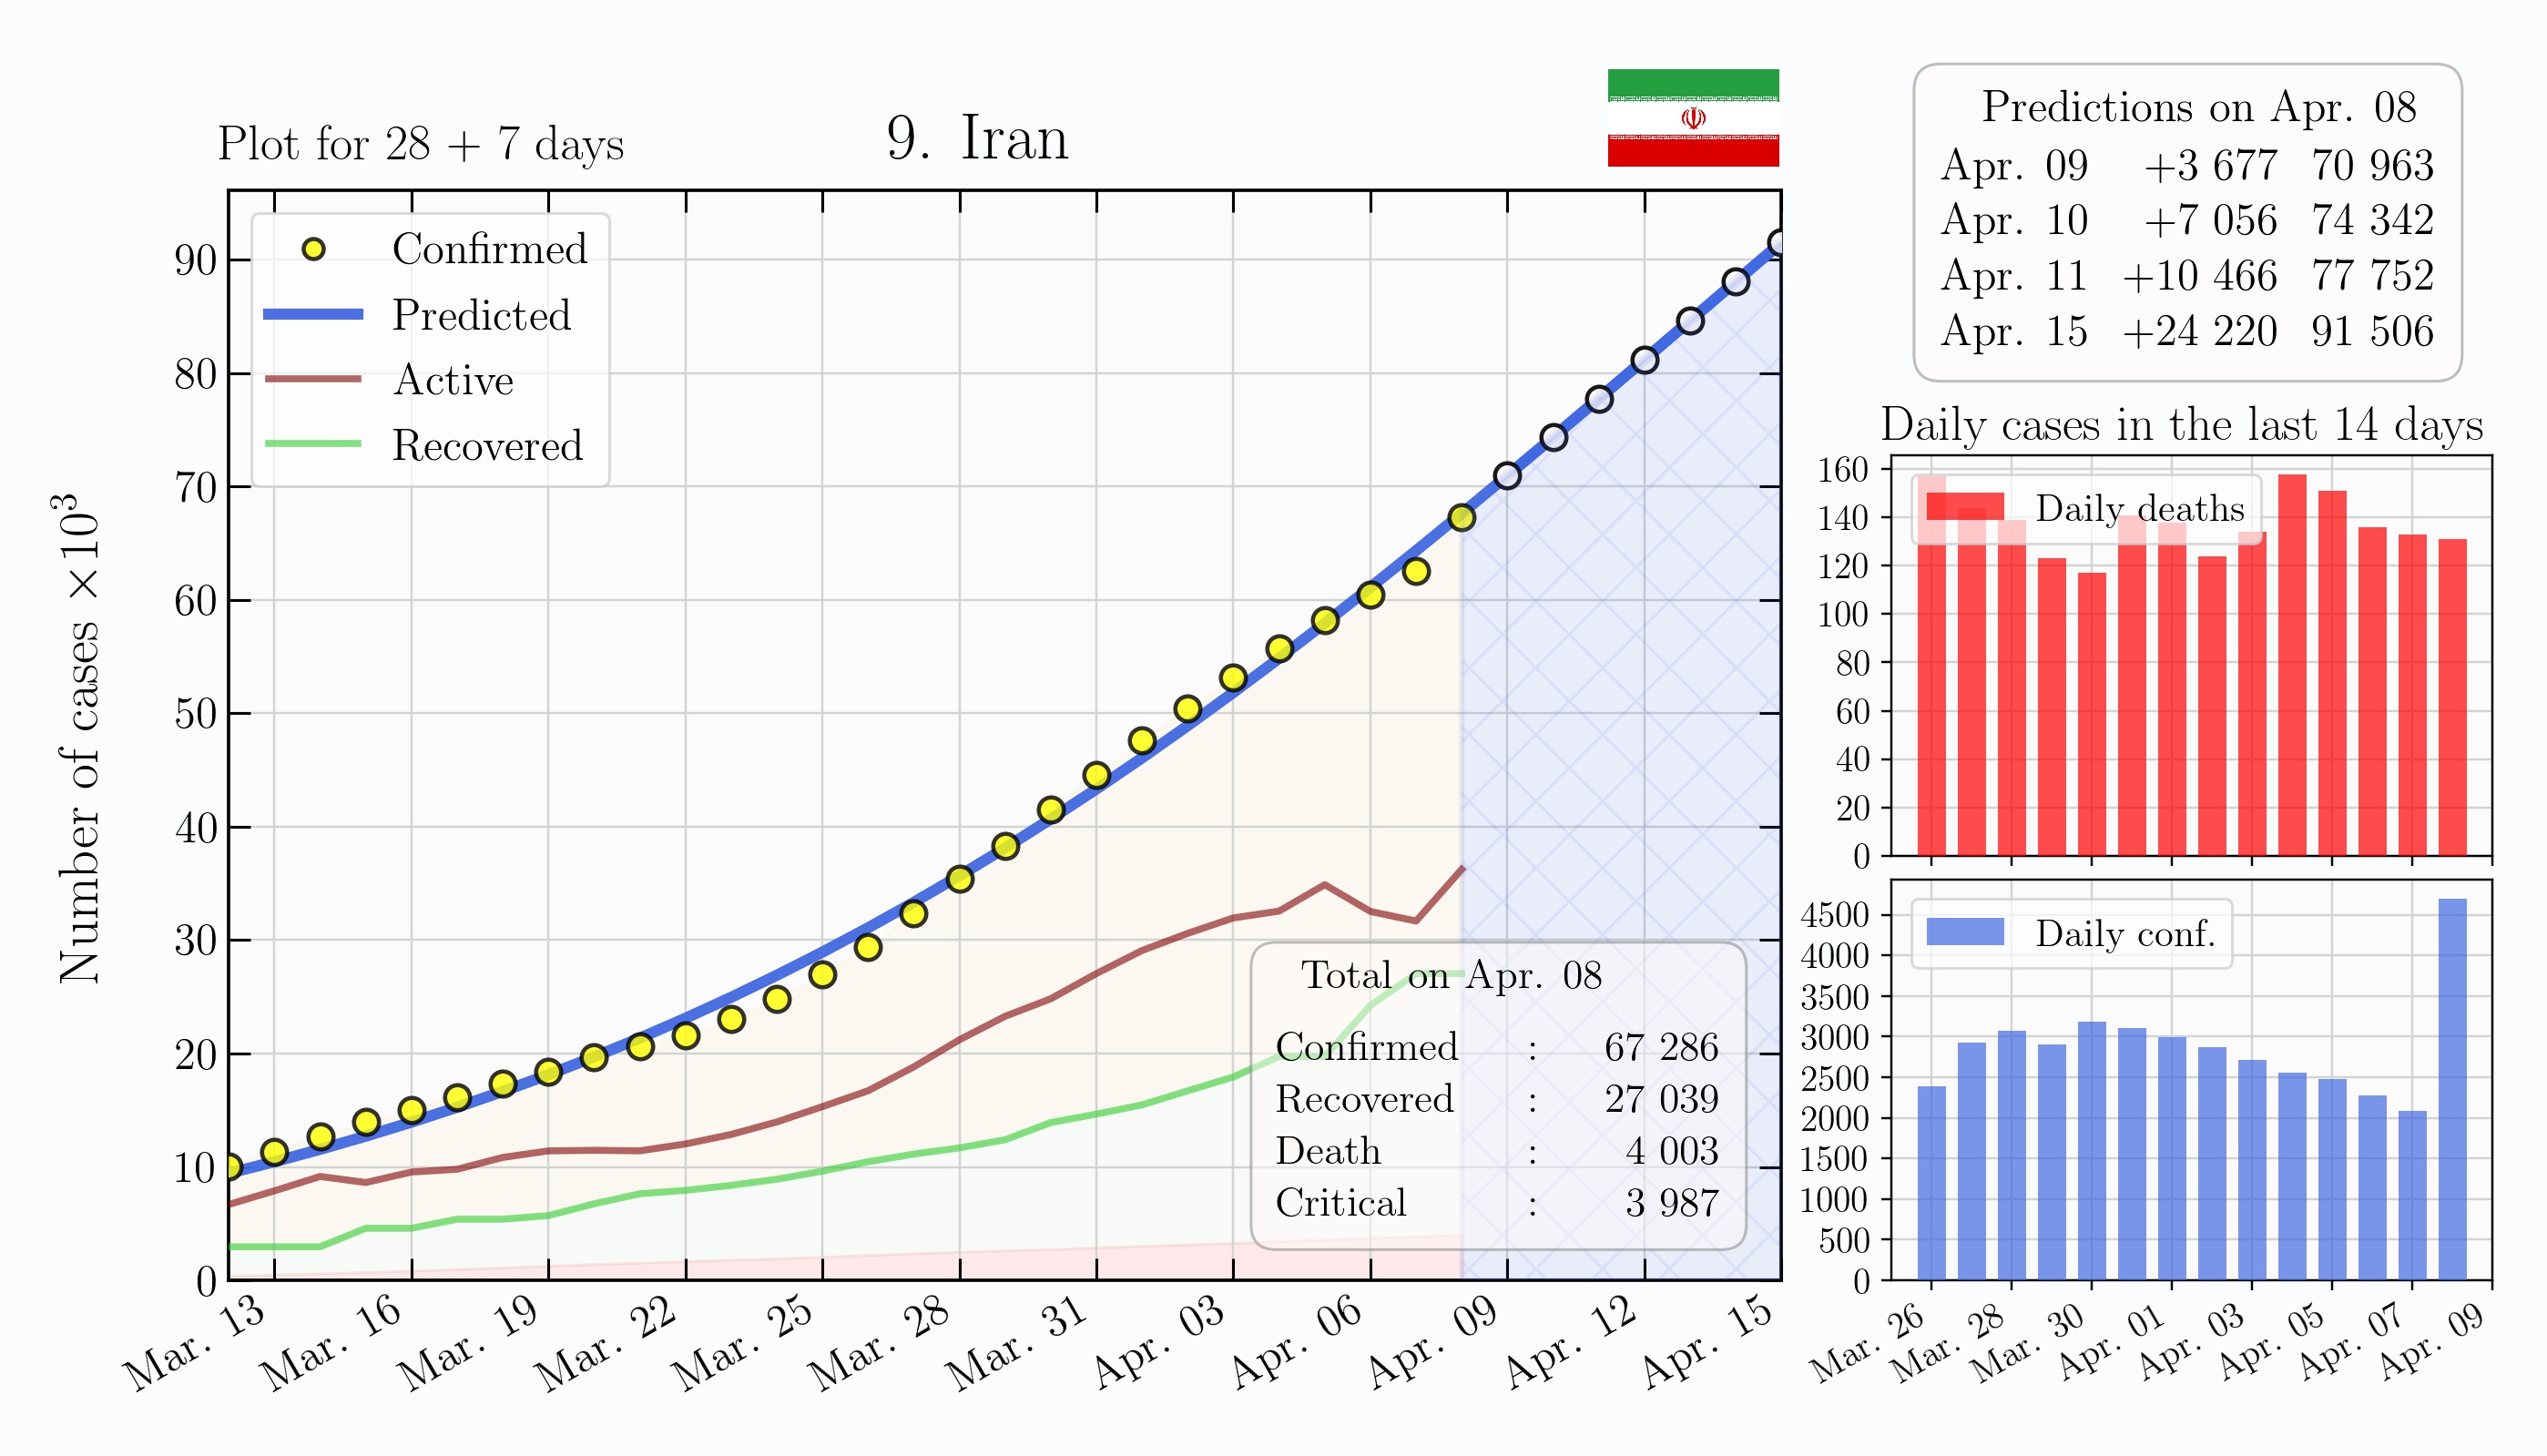 Plot for 28 + 7 days
9. Iran
Number of cases ×10³
90
80
70
60
50
40
30
20
10
0
Confirmed
Predicted
Active
Recovered
Total on Apr. 08
Confirmed : 67 286
Recovered : 27 039
Death : 4 003
Critical : 3 987
Mar. 13
Mar. 16
Mar. 19
Mar. 22
Mar. 25
Mar. 28
Mar. 31
Apr. 03
Apr. 06
Apr. 09
Apr. 12
Apr. 15
Predictions on Apr. 08
Apr. 09 +3 677 70 963
Apr. 10 +7 056 74 342
Apr. 11 +10 466 77 752
Apr. 15 +24 220 91 506
Daily cases in the last 14 days
160
140
120
100
80
60
40
20
0
Daily deaths
4500
4000
3500
3000
2500
2000
1500
1000
500
0
Daily conf.
Mar. 26
Mar. 28
Mar. 30
Apr. 01
Apr. 03
Apr. 05
Apr. 07
Apr. 09